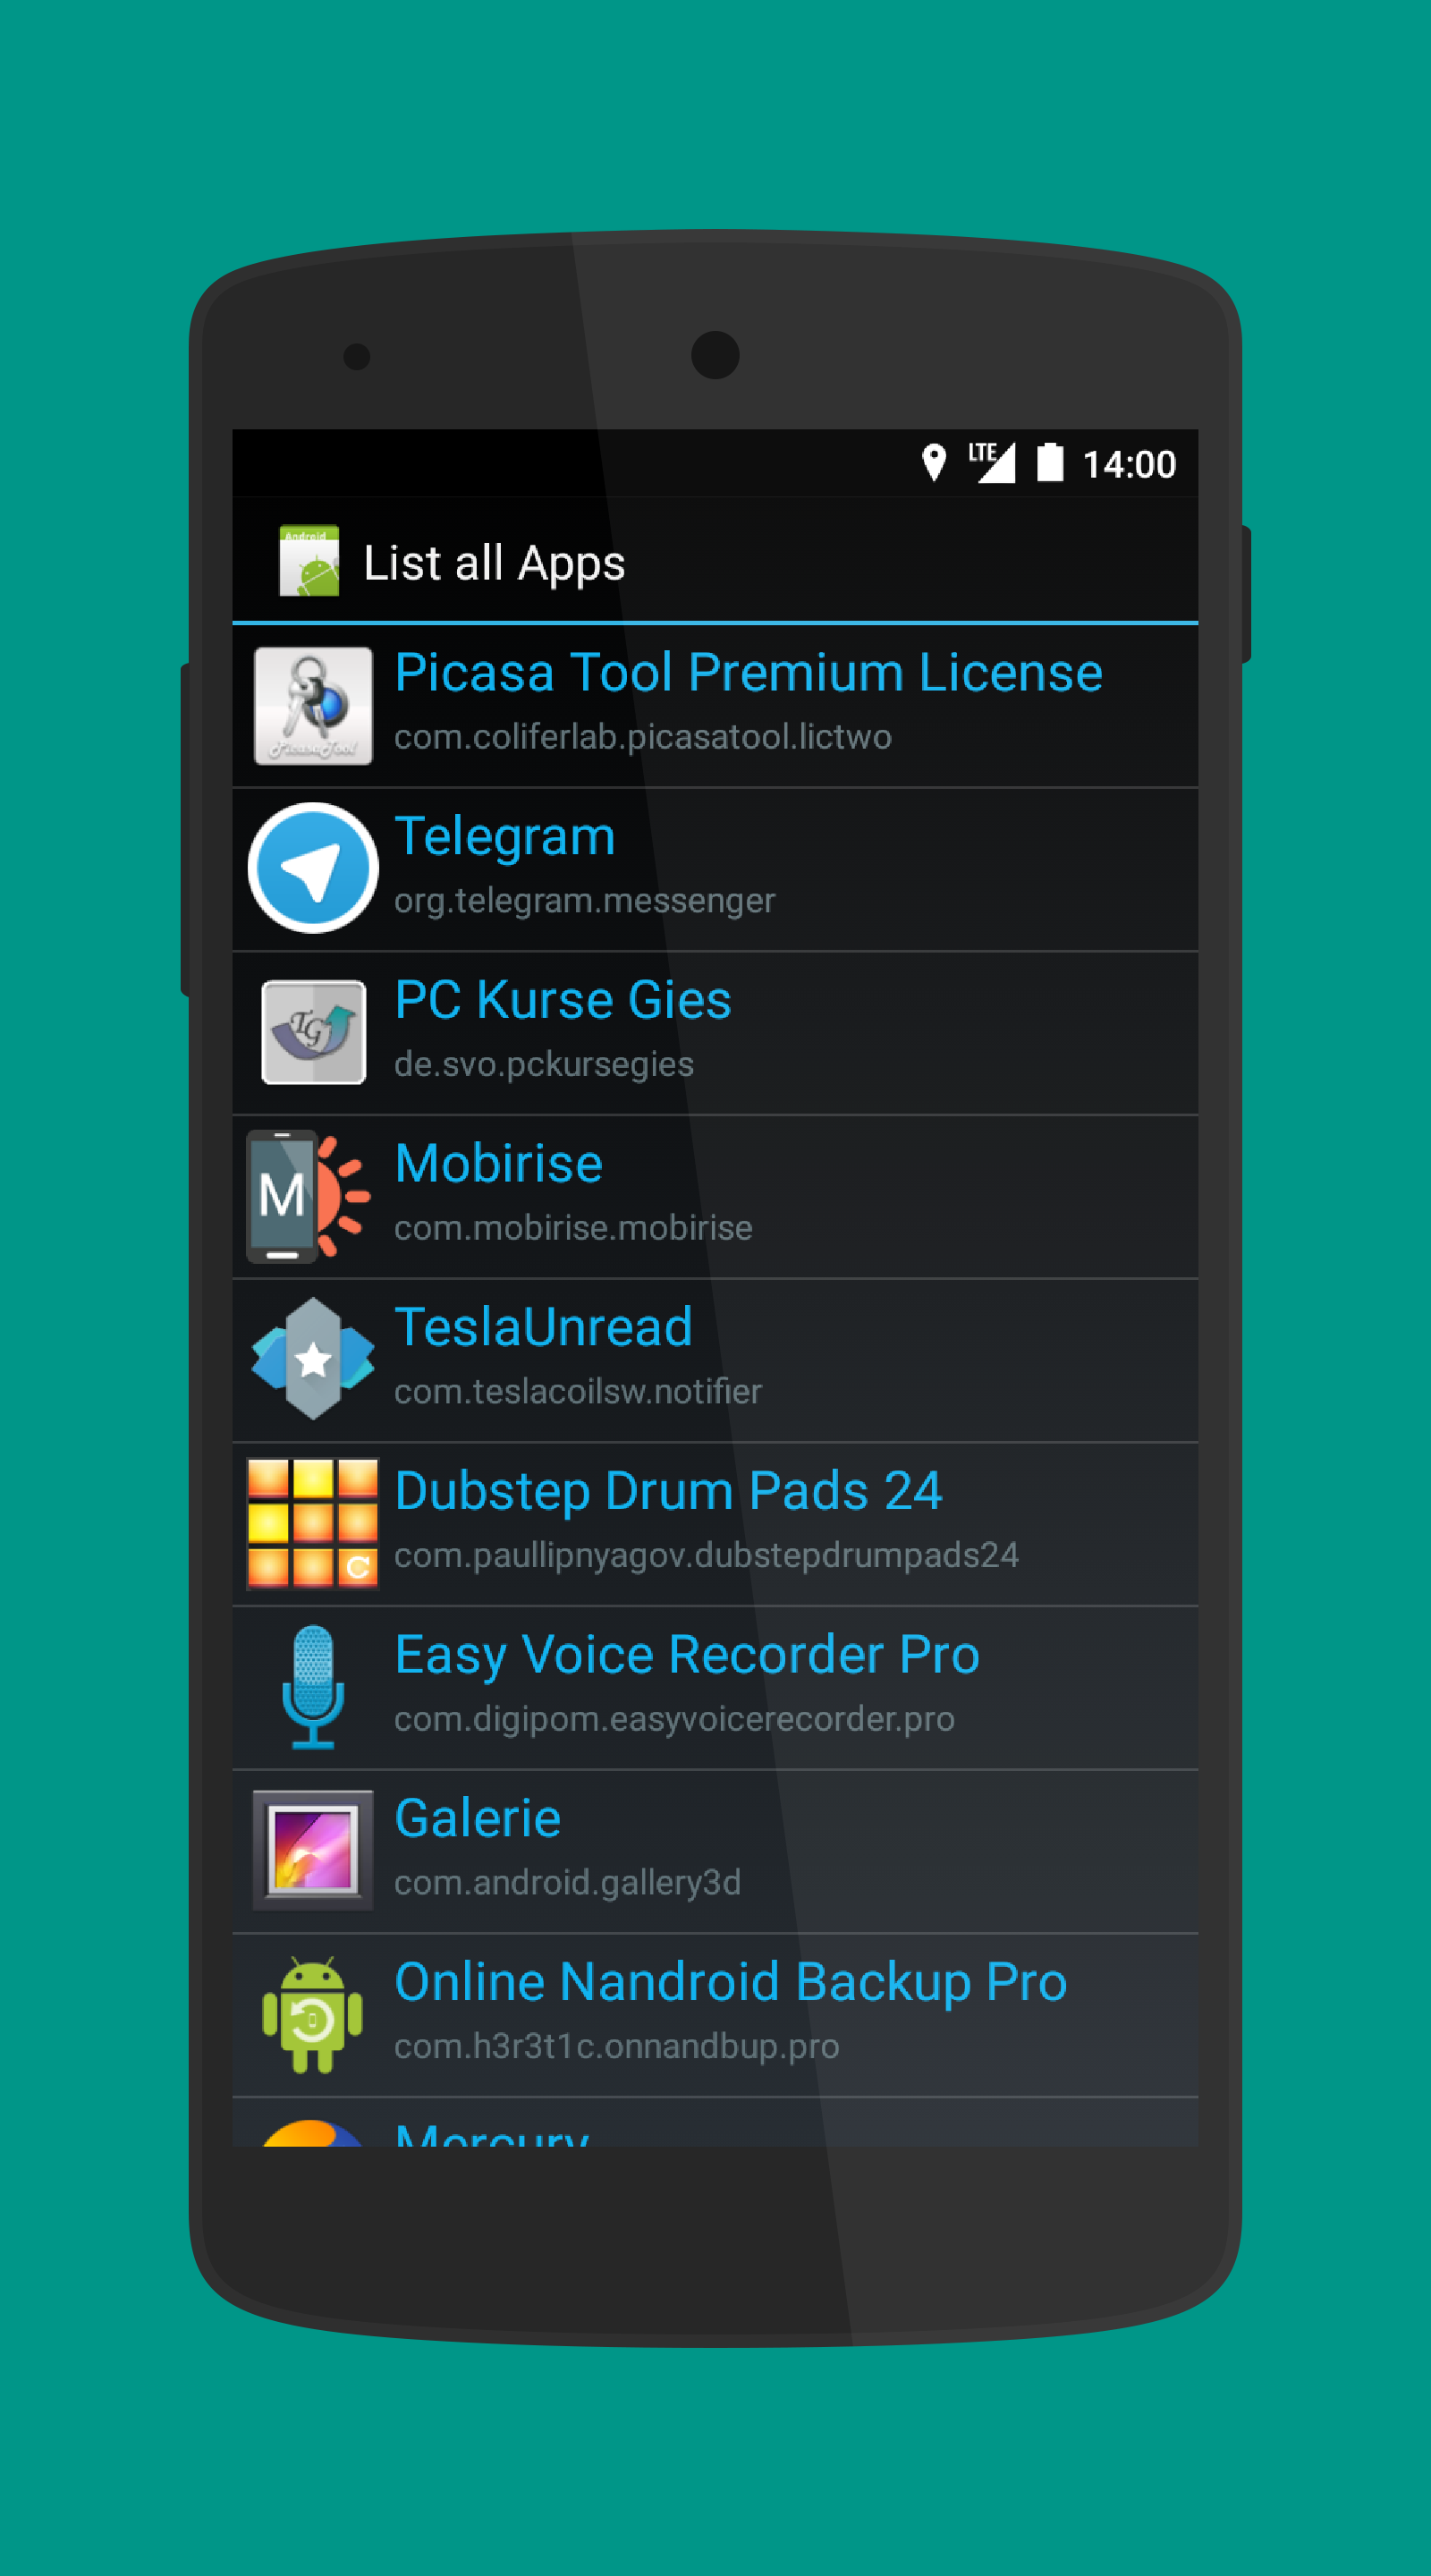 LTE 14:00
Android
List all Apps
Picasa Tool Premium License
com.coliferlab.picasatool.lictwo
PicasaTool
Telegram
org.telegram.messenger
PC Kurse Gies
TG
de.svo.pckursegies
Mobirise
M
com.mobirise.mobirise
TeslaUnread
com.teslacoilsw.notifier
Dubstep Drum Pads 24
com.paullipnyagov.dubstepdrumpads24
Easy Voice Recorder Pro
com.digipom.easyvoicerecorder.pro
Galerie
com.android.gallery3d
Online Nandroid Backup Pro
com.h3r3t1c.onnandbup.pro
Mercury